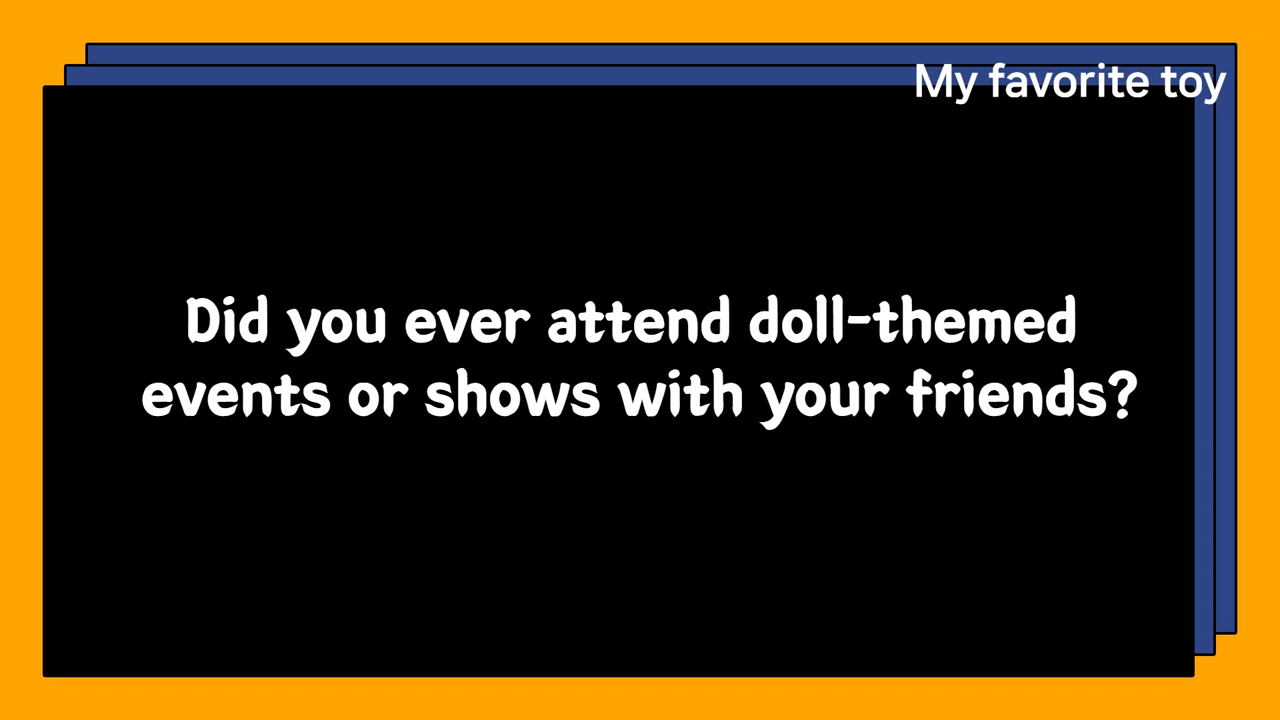 My favorite toy
Did you ever attend doll-themed
events or shows with your friends?